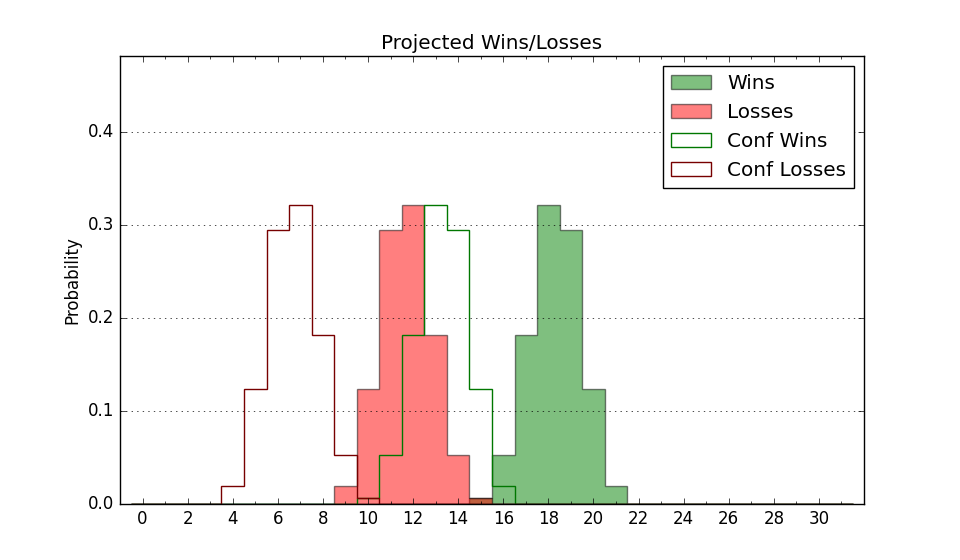 Projected Wins/Losses
Wins
Losses
Conf Wins
Conf Losses
Probability
0.4
0.3
0.2
0.1
0.0
0 2 4 6 8 10 12 14 16 18 20 22 24 26 28 30